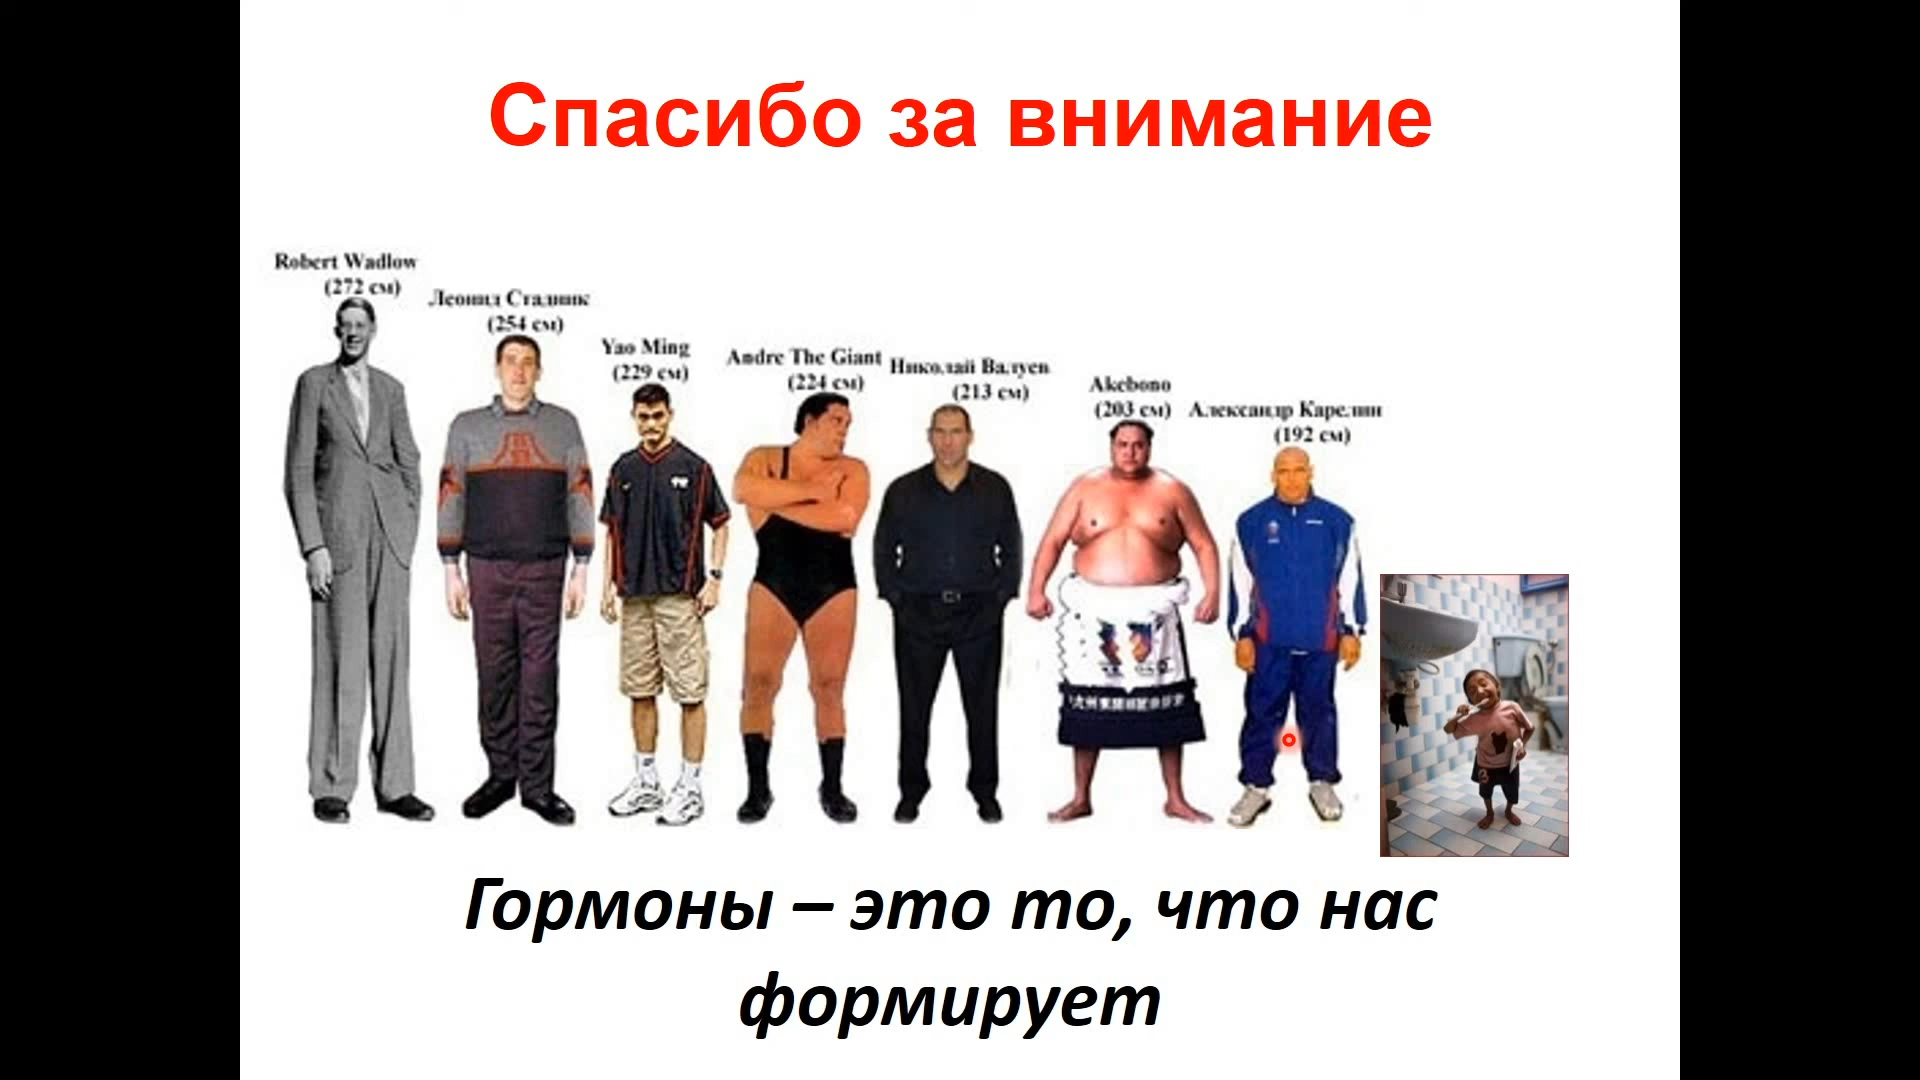 Спасибо за внимание
Robert Wadlow
(272 см)
Леонид Стадник
(254 см)
Yao Ming
(229 см)
Andre The Giant
(224 см)
Николай Валуев
(213 см)
Akebono
(203 см)
Александр Карелин
(192 см)
Гормоны – это то, что нас
формирует